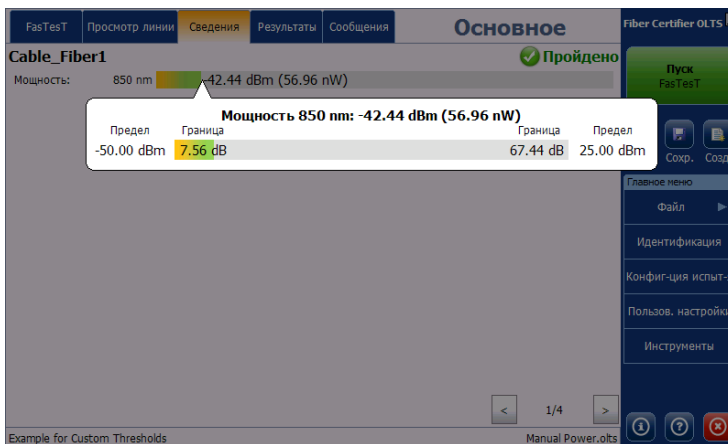 FasTesT Просмотр линии Сведения Результаты Сообщения Основное Fiber Certifier OLTS
Cable_Fiber1 Пройдено
Мощность: 850 nm -42.44 dBm (56.96 nW)
Пуск
FasTesT
Мощность 850 nm: -42.44 dBm (56.96 nW)
Предел Граница Граница Предел
-50.00 dBm 7.56 dB 67.44 dB 25.00 dBm
Сохр. Созд
Главное меню
Файл
Идентификация
Конфиг-ция испыт-
Пользов. настройки
Инструменты
< 1/4 >
Example for Custom Thresholds Manual Power.olts